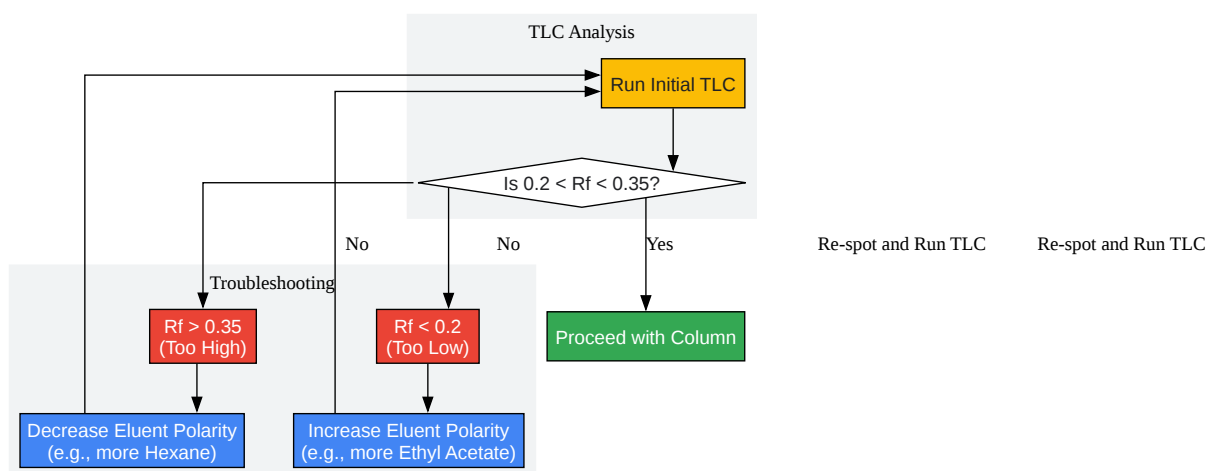 TLC Analysis
Run Initial TLC
Is 0.2 < Rf < 0.35?
No
No
Yes
Re-spot and Run TLC
Re-spot and Run TLC
Troubleshooting
Rf > 0.35
(Too High)
Rf < 0.2
(Too Low)
Proceed with Column
Decrease Eluent Polarity
(e.g., more Hexane)
Increase Eluent Polarity
(e.g., more Ethyl Acetate)